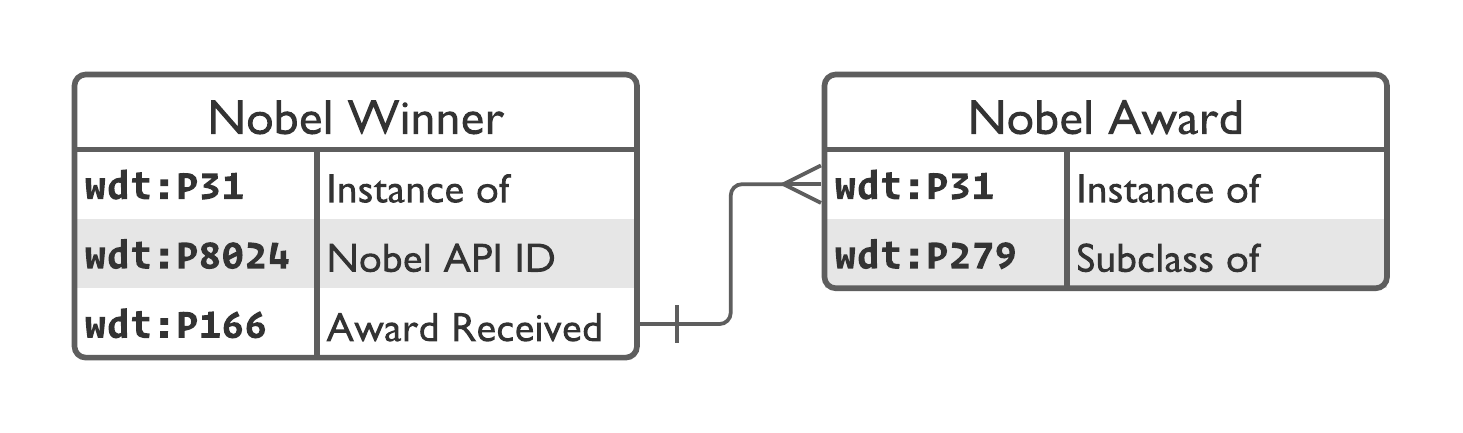 Nobel Winner
wdt:P31 Instance of
wdt:P8024 Nobel API ID
wdt:P166 Award Received
Nobel Award
wdt:P31 Instance of
wdt:P279 Subclass of